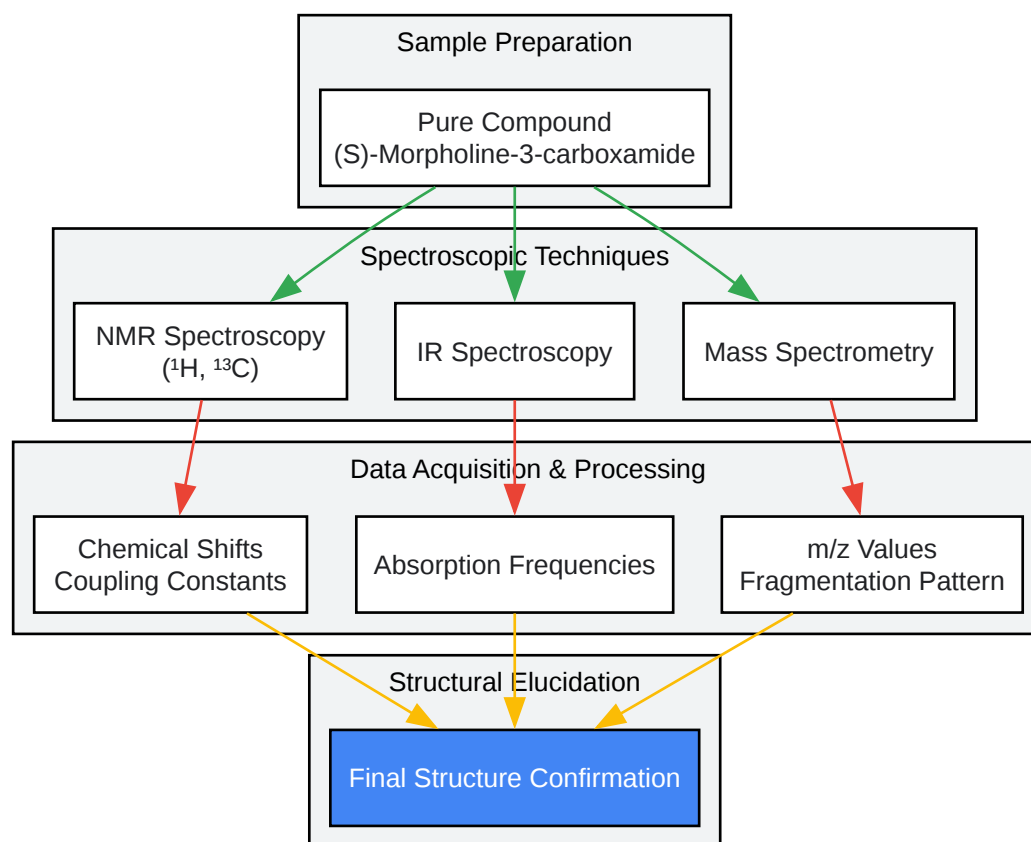 Sample Preparation
Pure Compound
(S)-Morpholine-3-carboxamide
Spectroscopic Techniques
NMR Spectroscopy
(¹H, ¹³C)
IR Spectroscopy
Mass Spectrometry
Data Acquisition & Processing
Chemical Shifts
Coupling Constants
Absorption Frequencies
m/z Values
Fragmentation Pattern
Structural Elucidation
Final Structure Confirmation